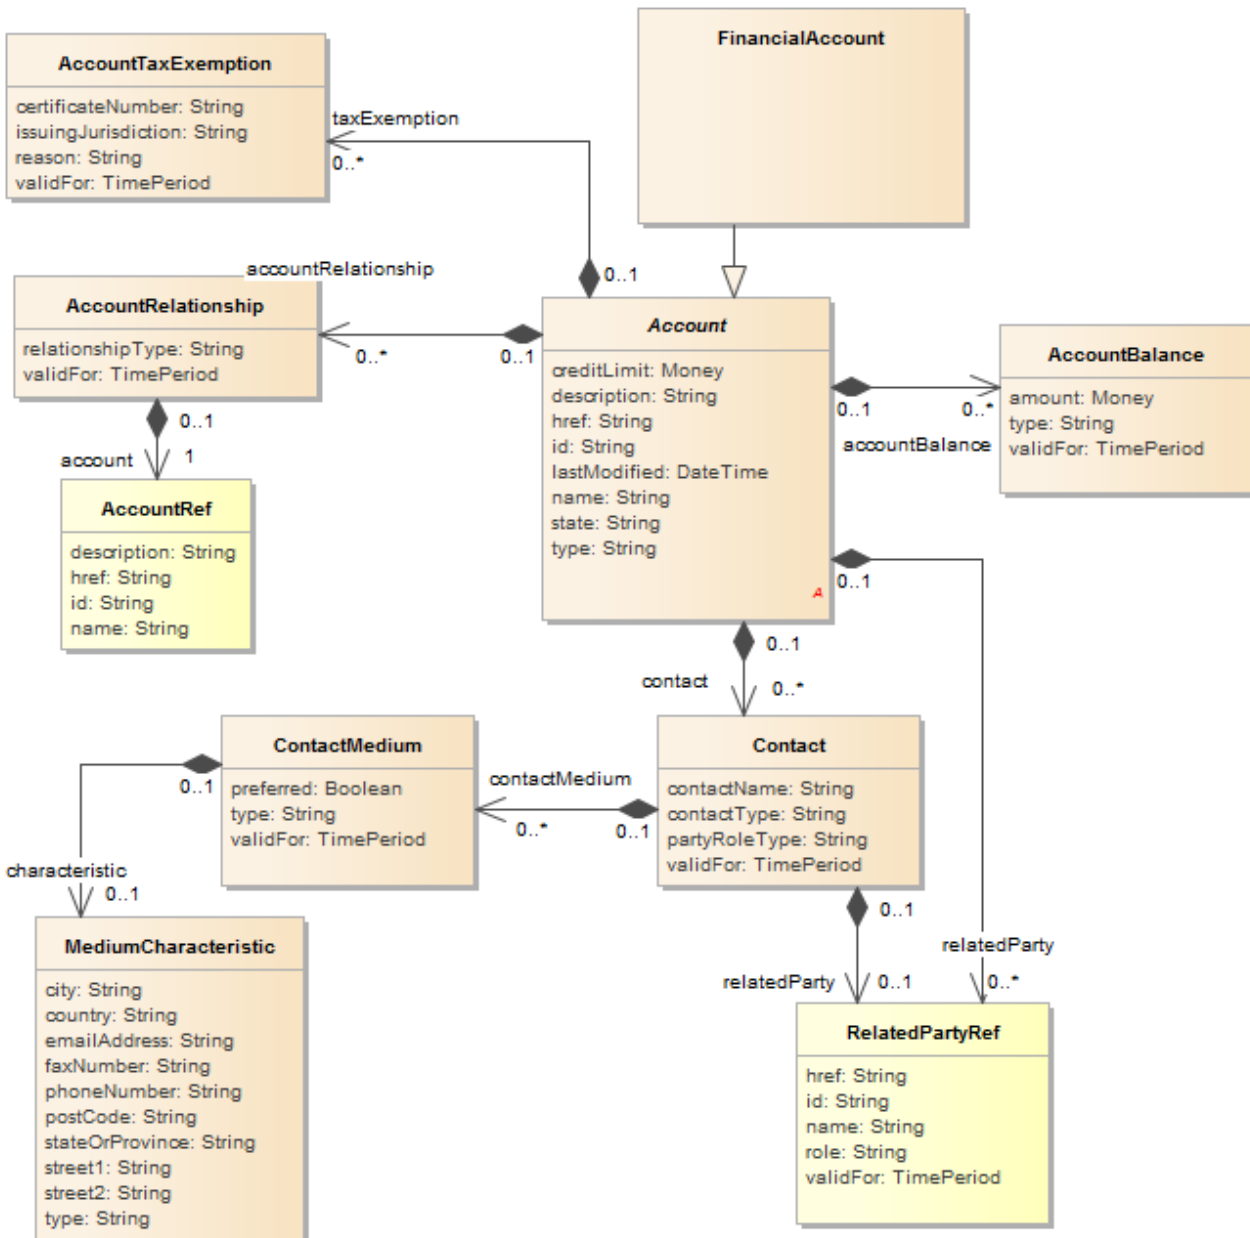 FinancialAccount
AccountTaxExemption
certificateNumber: String
issuingJurisdiction: String
reason: String
validFor: TimePeriod
taxExemption
0..*
0..1
accountRelationship
AccountRelationship
relationshipType: String
validFor: TimePeriod
0..*
0..1
0..1
account
1
AccountRef
description: String
href: String
id: String
name: String
Account
creditLimit: Money
description: String
href: String
id: String
lastModified: DateTime
name: String
state: String
type: String
A
0..1
0..*
accountBalance
AccountBalance
amount: Money
type: String
validFor: TimePeriod
0..1
0..1
contact
0..*
ContactMedium
preferred: Boolean
type: String
validFor: TimePeriod
contactMedium
0..*
0..1
Contact
contactName: String
contactType: String
partyRoleType: String
validFor: TimePeriod
0..1
characteristic
0..1
MediumCharacteristic
city: String
country: String
emailAddress: String
faxNumber: String
phoneNumber: String
postCode: String
stateOrProvince: String
street1: String
street2: String
type: String
0..1
relatedParty
0..1
relatedParty
0..*
RelatedPartyRef
href: String
id: String
name: String
role: String
validFor: TimePeriod